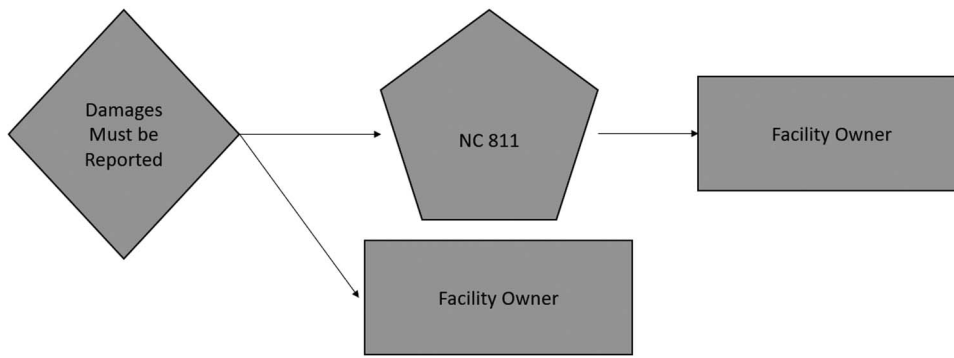 Damages
Must be
Reported
NC 811
Facility Owner
Facility Owner